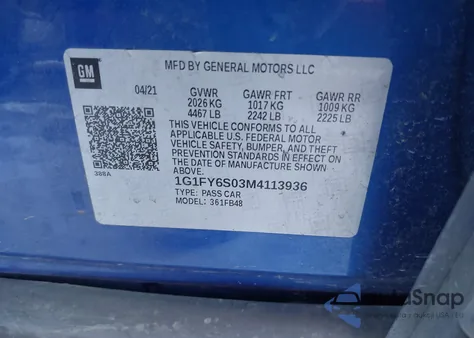 GM
MFD BY GENERAL MOTORS LLC
04/21 GVWR GAWR FRT GAWR RR
2026 KG 1017 KG 1009 KG
4467 LB 2242 LB 2225 LB
THIS VEHICLE CONFORMS TO ALL
APPLICABLE U.S. FEDERAL MOTOR
VEHICLE SAFETY, BUMPER, AND THEFT
PREVENTION STANDARDS IN EFFECT ON
THE DATE OF MANUFACTURE SHOWN
ABOVE.
388A
1G1FY6S03M4113936
TYPE: PASS CAR
MODEL: 361FB48
AutoSnap